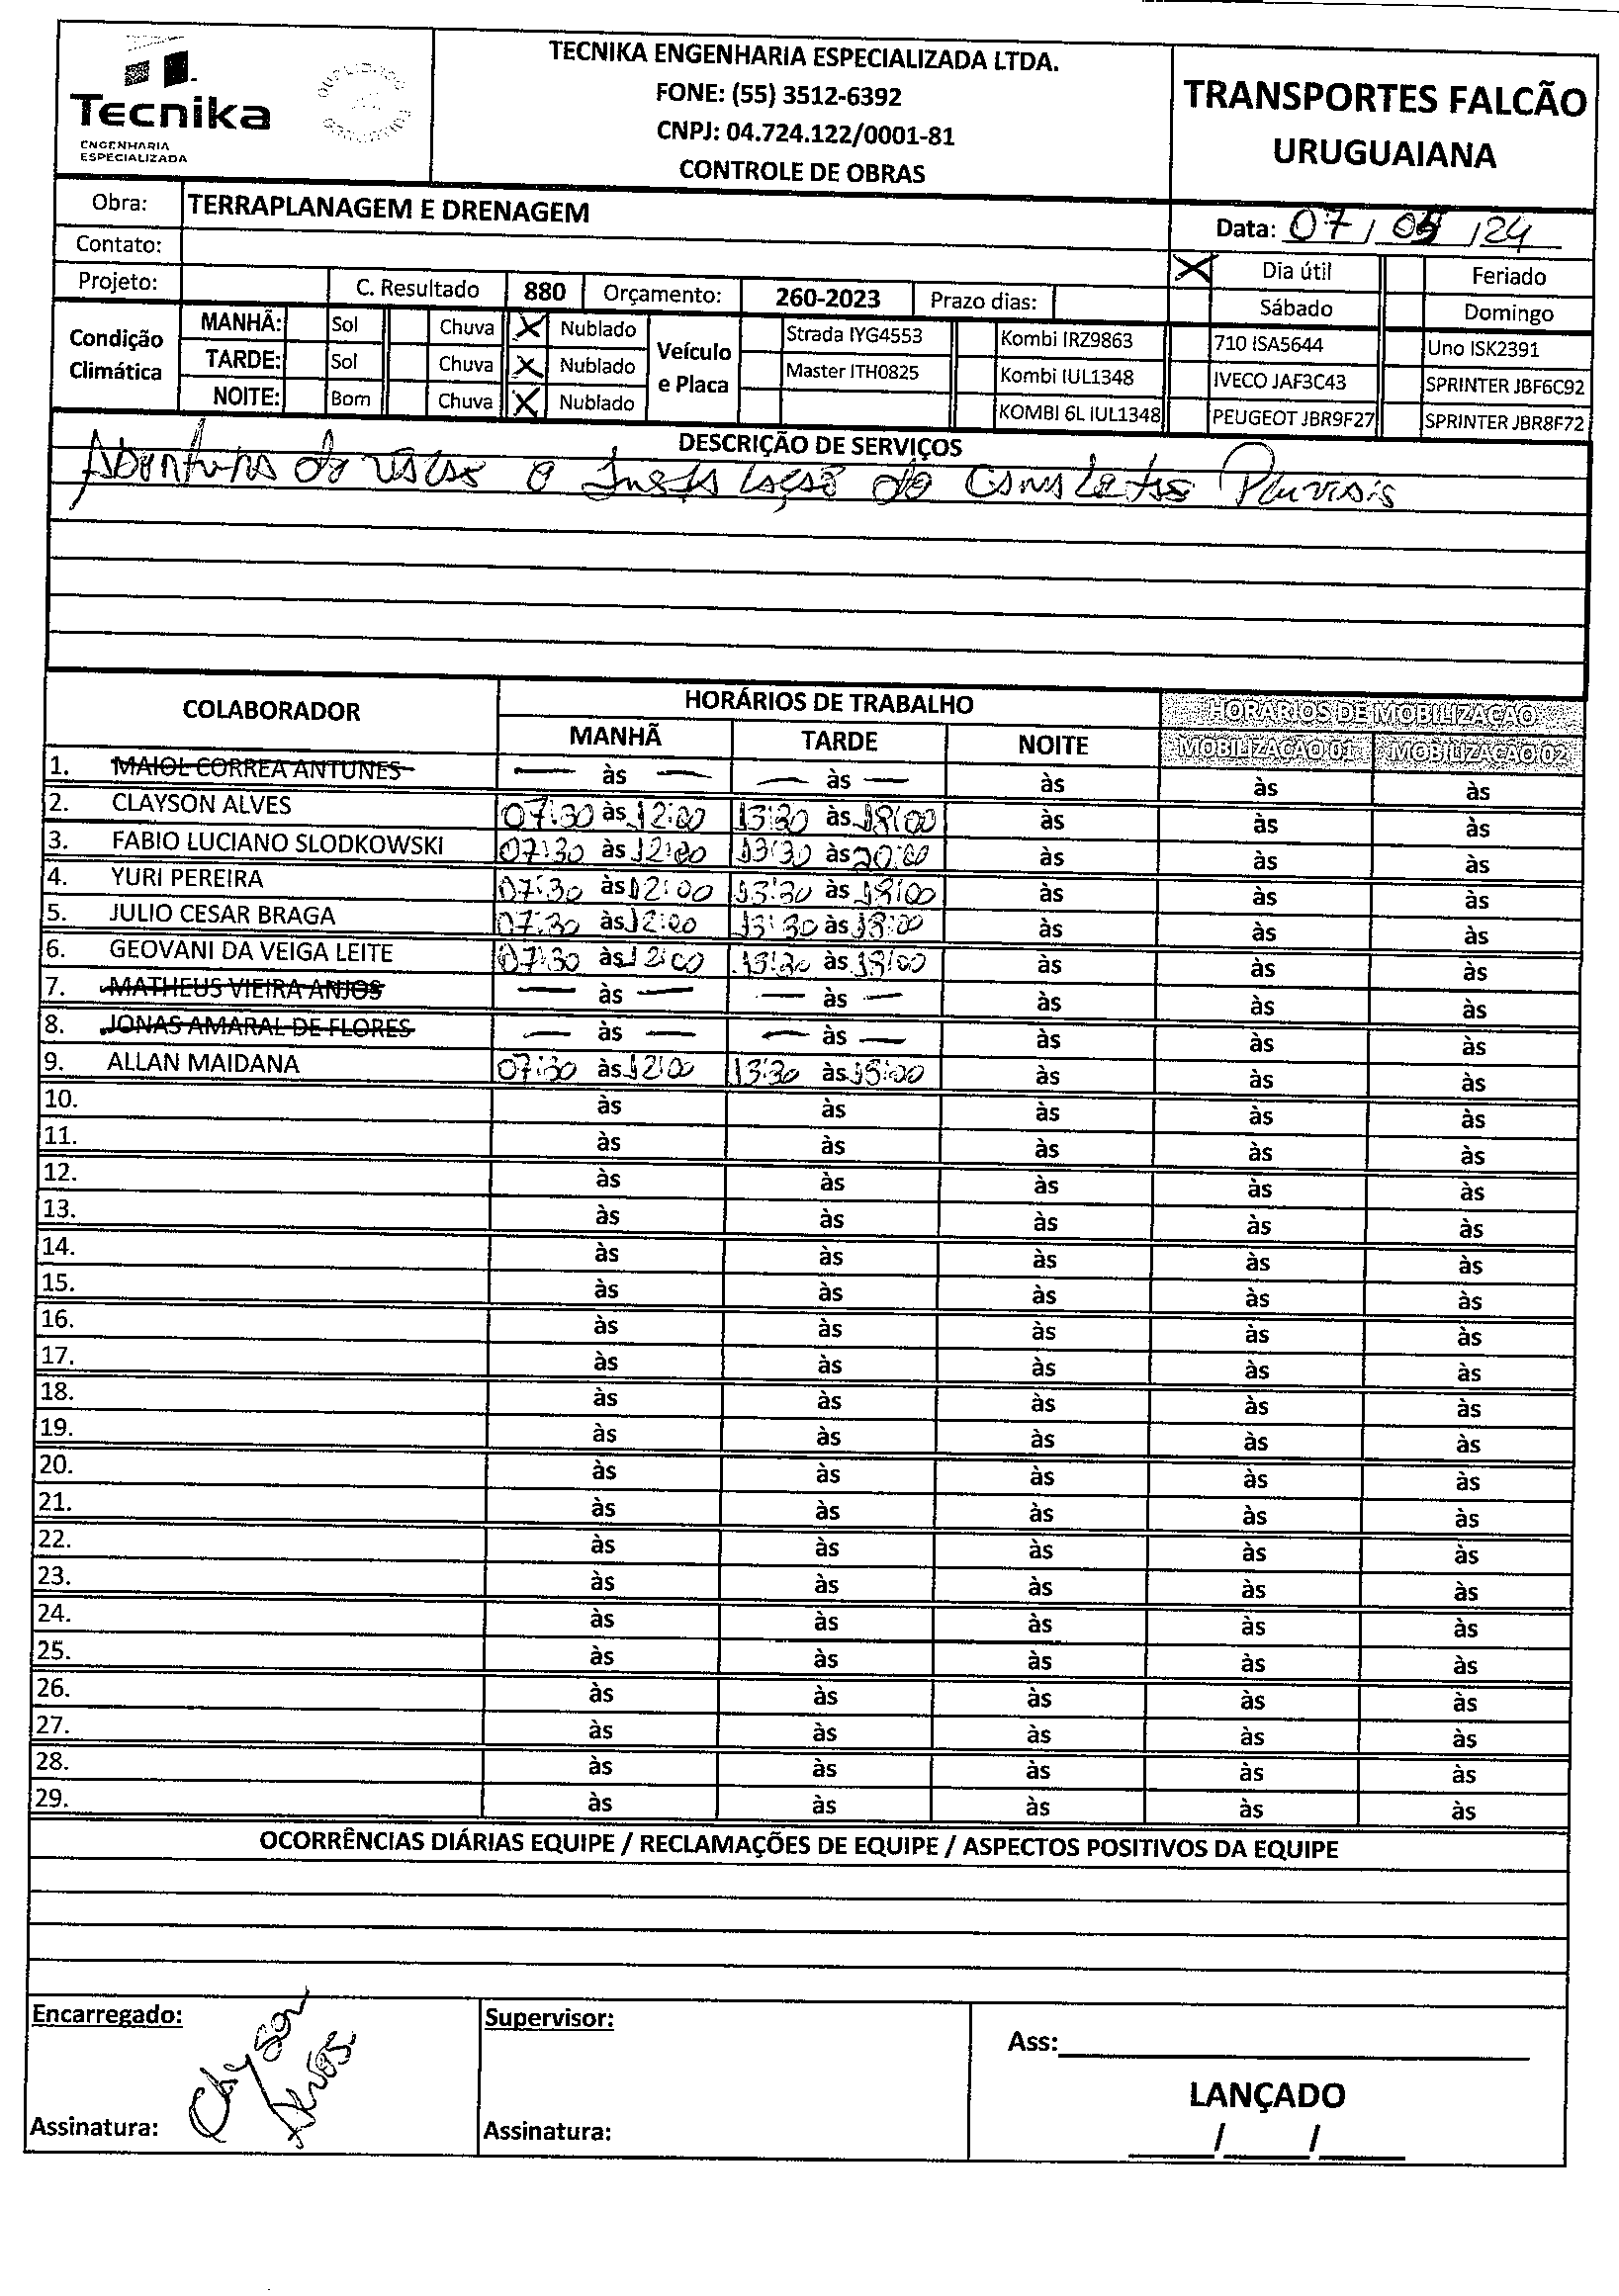 Tecnika
ENGENHARIA
ESPECIALIZADA
TECNIKA ENGENHARIA ESPECIALIZADA LTDA.
FONE: (55) 3512-6392
CNPJ: 04.724.122/0001-81
CONTROLE DE OBRAS
TRANSPORTES FALCÃO
URUGUAIANA
Obra: TERRAPLANAGEM E DRENAGEM
Data: 07 / 05 / 24
Contato:
X Dia útil Feriado
Projeto: C. Resultado 880 Orçamento: 260-2023 Prazo dias:
Sábado Domingo
Condição Climática
MANHÃ: Sol Chuva X Nublado
TARDE: Sol Chuva X Nublado
NOITE: Bom Chuva X Nublado
Veículo e Placa
Strada IYG4553 Kombi IRZ9863 710 ISA5644 Uno ISK2391
Master ITH0825 Kombi IUL1348 IVECO JAF3C43 SPRINTER JBF6C92
KOMBI 6L IUL1348 PEUGEOT JBR9F27 SPRINTER JBR8F72
DESCRIÇÃO DE SERVIÇOS
Abertura de valas e Instalação de Pluviais
COLABORADOR HORÁRIOS DE TRABALHO HORÁRIOS DE MOBILIZAÇÃO
MANHÃ TARDE NOITE MOBILIZAÇÃO 01 MOBILIZAÇÃO 02
1. MAIOL CORREA ANTUNES — às — — às — às às às
2. CLAYSON ALVES 07:30 às 12:00 13:30 às 18:00 às às às
3. FABIO LUCIANO SLODKOWSKI 07:30 às 12:00 13:30 às 20:00 às às às
4. YURI PEREIRA 07:30 às 12:00 13:30 às 18:00 às às às
5. JULIO CESAR BRAGA 07:30 às 12:00 13:30 às 18:00 às às às
6. GEOVANI DA VEIGA LEITE 07:30 às 12:00 13:30 às 18:00 às às às
7. MATHEUS VIEIRA ANJOS — às — — às — às às às
8. JONAS AMARAL DE FLORES — às — — às — às às às
9. ALLAN MAIDANA 07:30 às 12:00 13:30 às 18:00 às às às
10. às às às às às
11. às às às às às
12. às às às às às
13. às às às às às
14. às às às às às
15. às às às às às
16. às às às às às
17. às às às às às
18. às às às às às
19. às às às às às
20. às às às às às
21. às às às às às
22. às às às às às
23. às às às às às
24. às às às às às
25. às às às às às
26. às às às às às
27. às às às às às
28. às às às às às
29. às às às às às
OCORRÊNCIAS DIÁRIAS EQUIPE / RECLAMAÇÕES DE EQUIPE / ASPECTOS POSITIVOS DA EQUIPE
Encarregado: Supervisor:
Ass:
Clayson Alves
LANÇADO
Assinatura: Assinatura:
/ /